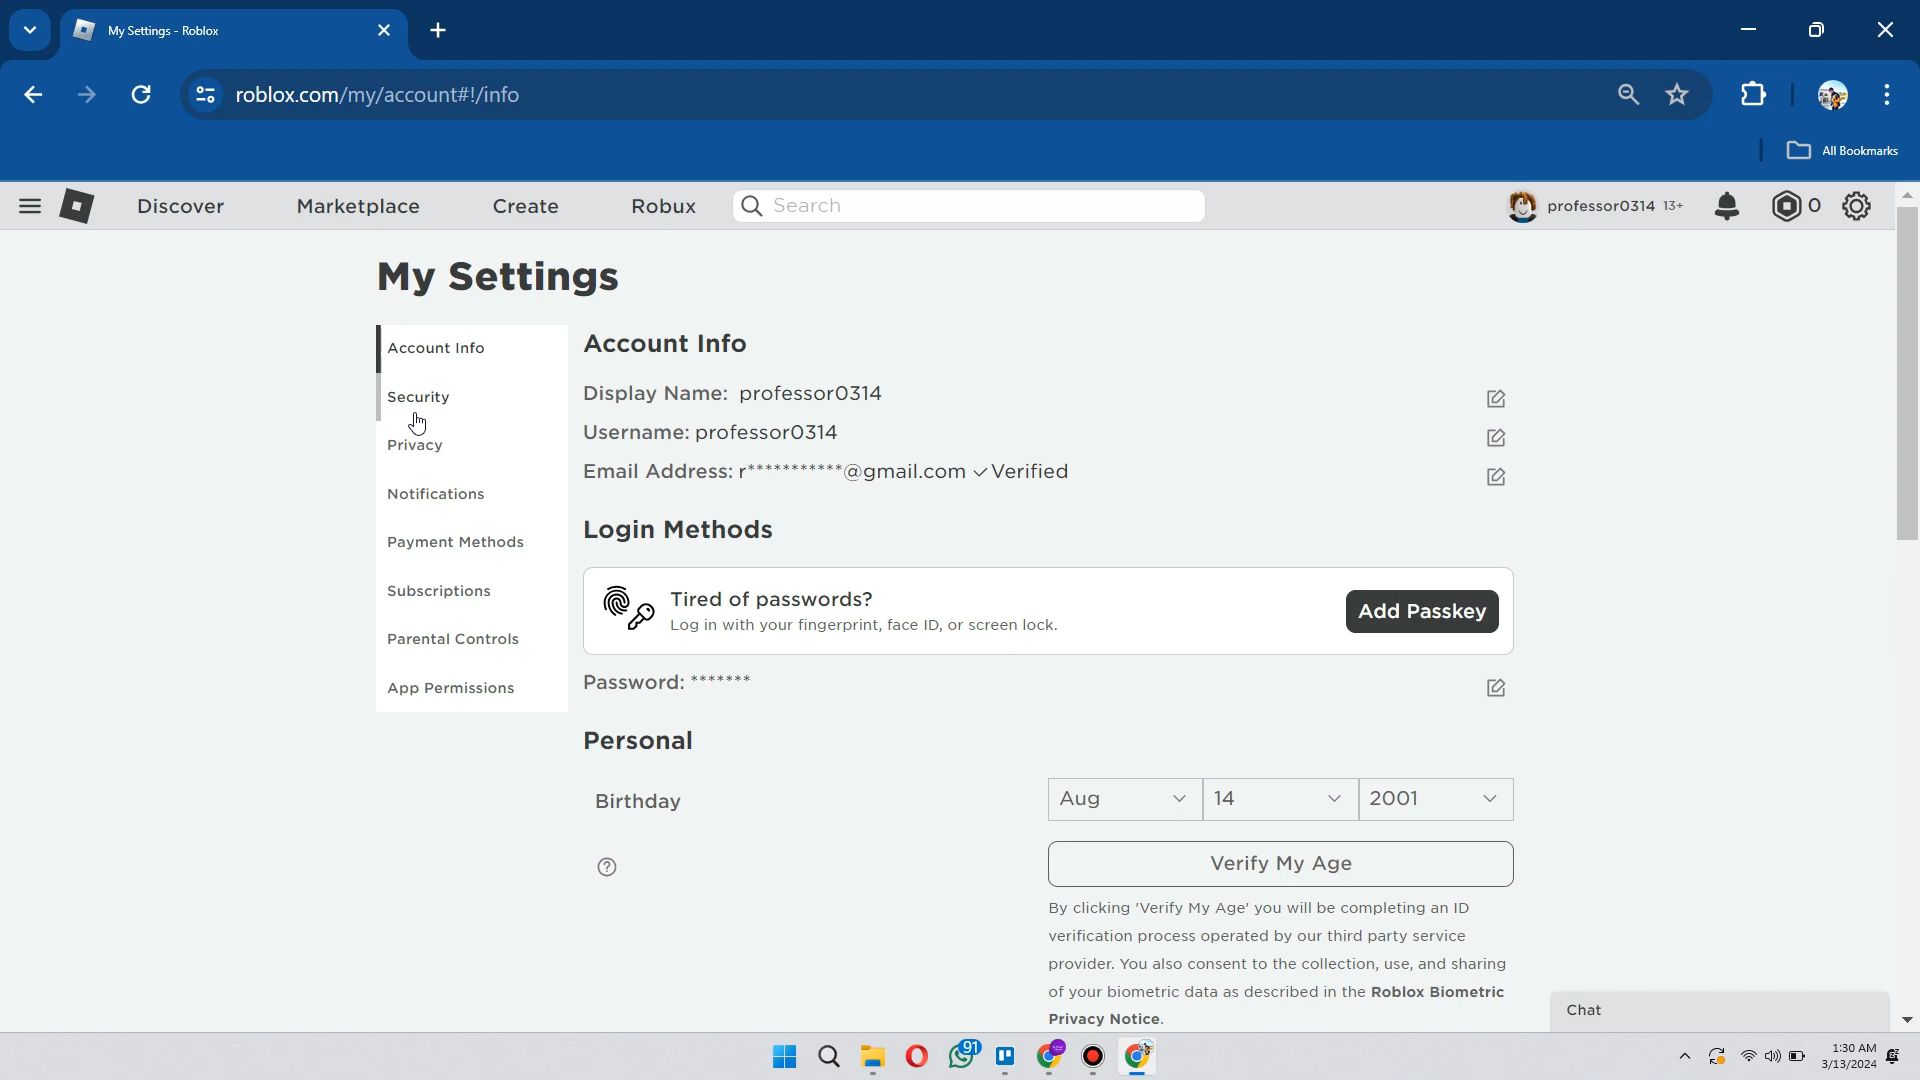 My Settings - Roblox
roblox.com/my/account#!/info
All Bookmarks
Discover Marketplace Create Robux Search professor0314 13+ 0
My Settings
Account Info
Security
Privacy
Notifications
Payment Methods
Subscriptions
Parental Controls
App Permissions
Account Info
Display Name: professor0314
Username: professor0314
Email Address: r***********@gmail.com Verified
Login Methods
Tired of passwords?
Log in with your fingerprint, face ID, or screen lock.
Add Passkey
Password: *******
Personal
Birthday Aug 14 2001
Verify My Age
By clicking 'Verify My Age' you will be completing an ID
verification process operated by our third party service
provider. You also consent to the collection, use, and sharing
of your biometric data as described in the Roblox Biometric
Privacy Notice.
Chat
91
1:30 AM
3/13/2024